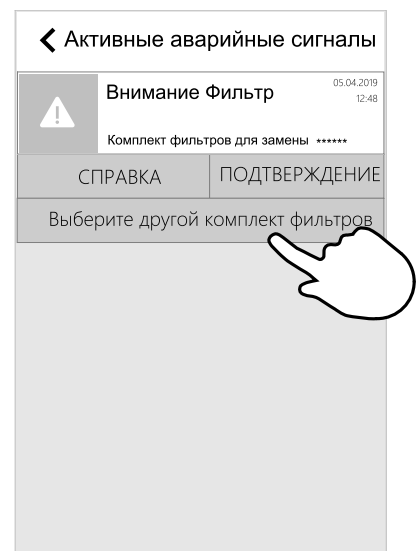 Активные аварийные сигналы
Внимание Фильтр
05.04.2019
12:48
Комплект фильтров для замены ******
СПРАВКА
ПОДТВЕРЖДЕНИЕ
Выберите другой комплект фильтров